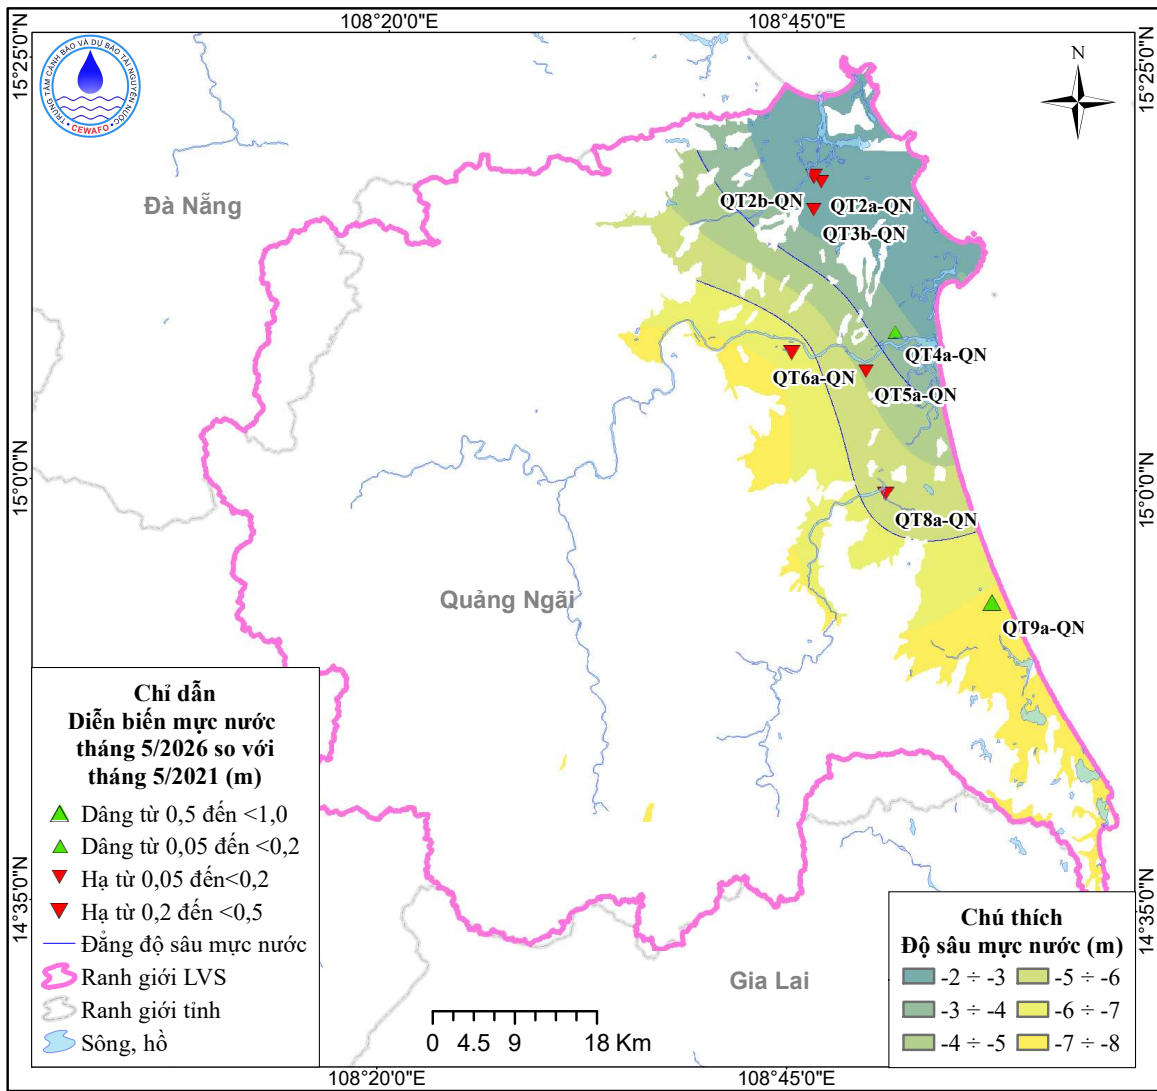 108°20'0"E
108°45'0"E
15°25'0"N
15°25'0"N
TRUNG TÂM CẢNH BÁO VÀ DỰ BÁO TÀI NGUYÊN NƯỚC
CEWAFO
N
Đà Nẵng
QT2b-QN
QT2a-QN
QT3b-QN
QT4a-QN
QT6a-QN
QT5a-QN
15°0'0"N
15°0'0"N
QT8a-QN
Quảng Ngãi
QT9a-QN
Chỉ dẫn
Diễn biến mực nước
tháng 5/2026 so với
tháng 5/2021 (m)
Dâng từ 0,5 đến <1,0
Dâng từ 0,05 đến <0,2
Hạ từ 0,05 đến<0,2
Hạ từ 0,2 đến <0,5
Đẳng độ sâu mực nước
Ranh giới LVS
Ranh giới tỉnh
Sông, hồ
14°35'0"N
14°35'0"N
Gia Lai
0 4.5 9 18 Km
Chú thích
Độ sâu mực nước (m)
-2 ÷ -3
-5 ÷ -6
-3 ÷ -4
-6 ÷ -7
-4 ÷ -5
-7 ÷ -8
108°20'0"E
108°45'0"E